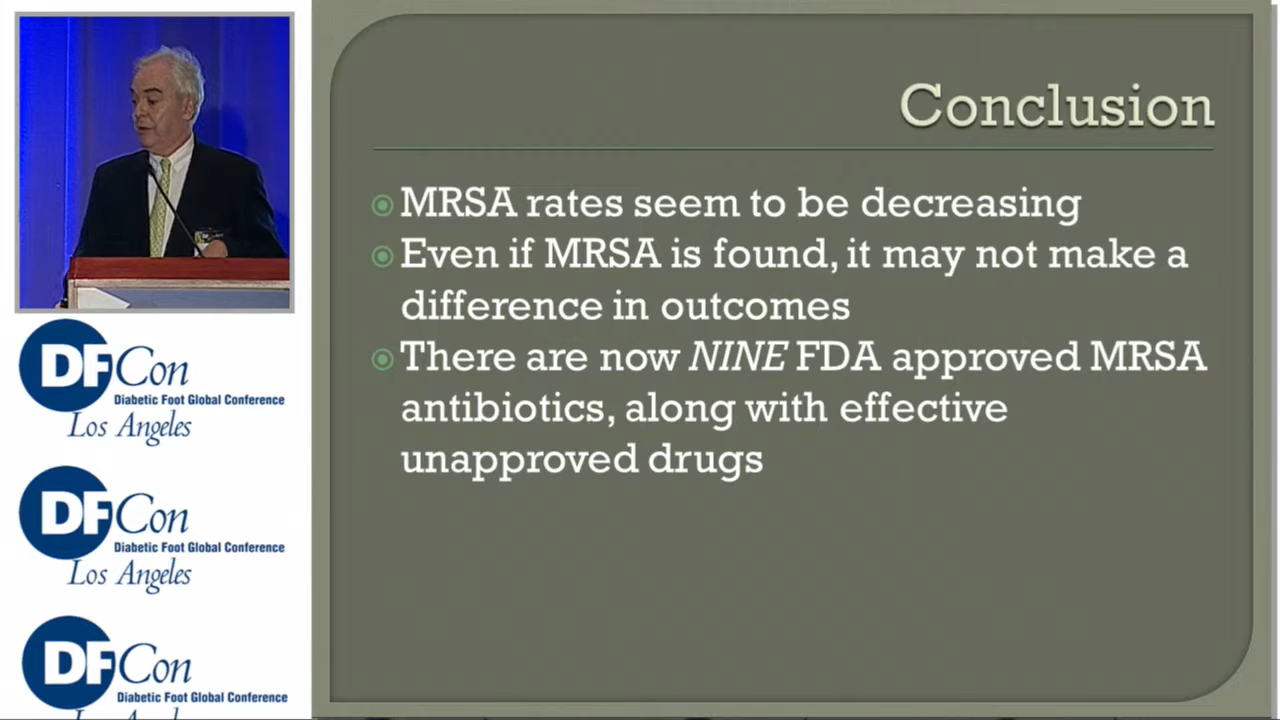 Conclusion
MRSA rates seem to be decreasing
Even if MRSA is found, it may not make a
difference in outcomes
There are now NINE FDA approved MRSA
antibiotics, along with effective
unapproved drugs
DFCon
Diabetic Foot Global Conference
Los Angeles
DFCon
Diabetic Foot Global Conference
Los Angeles
DFCon
Diabetic Foot Global Conference